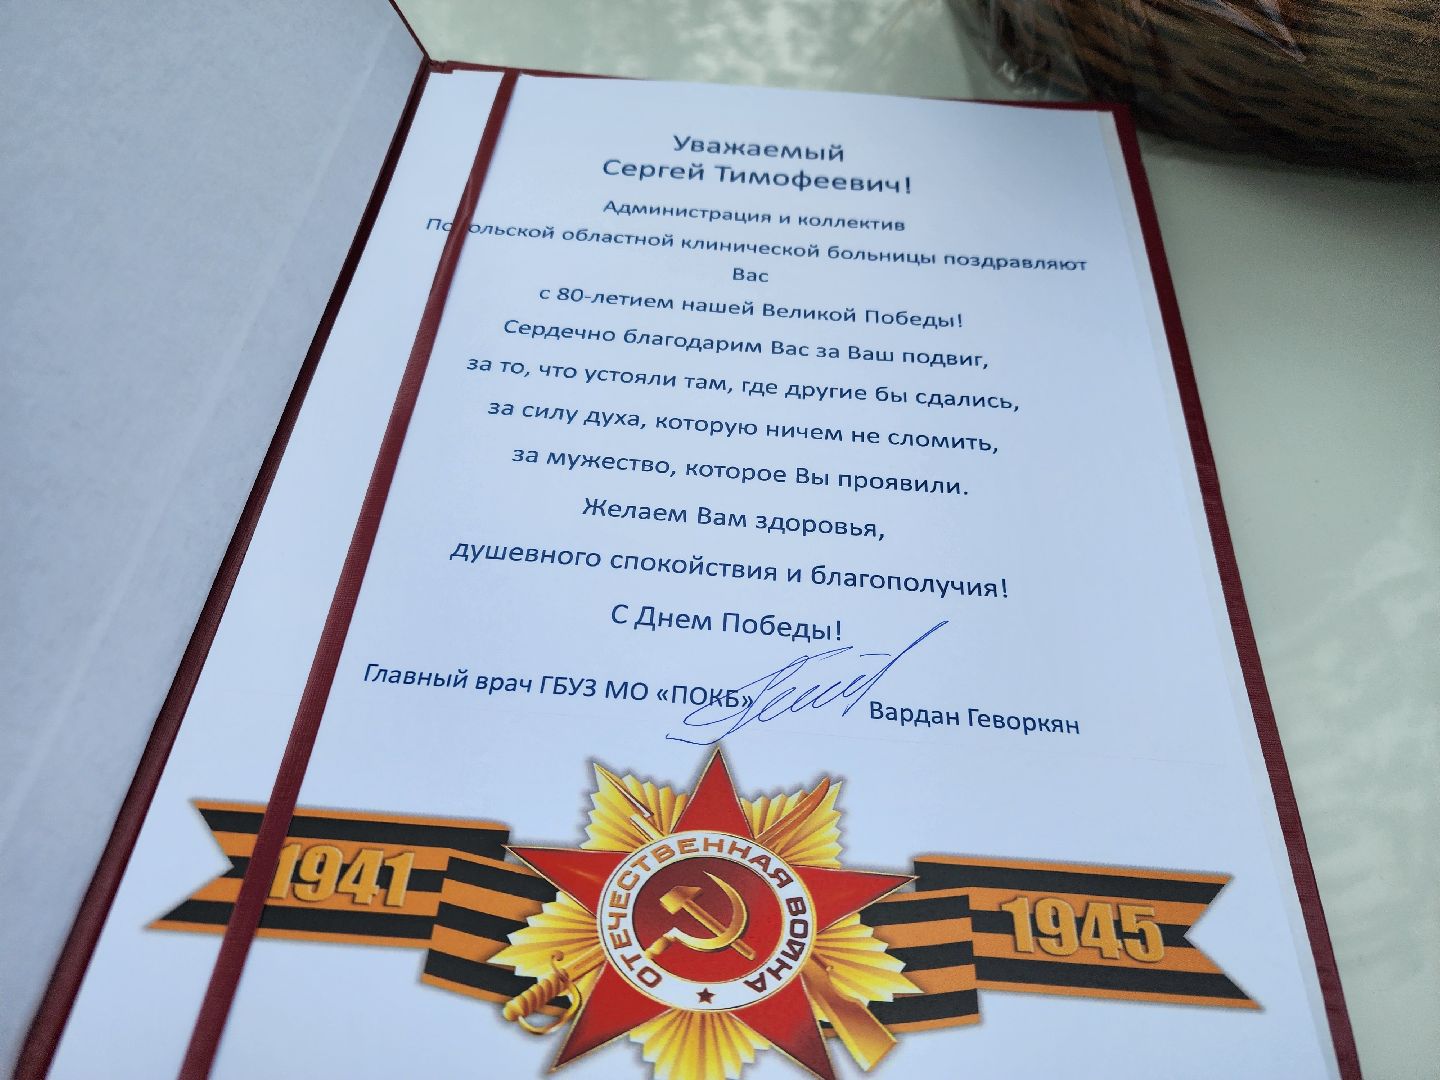 Уважаемый
Сергей Тимофеевич!
Администрация и коллектив
По ольской областной клинической больницы поздравляют
Вас
с 80-летием нашей Великой Победы!
Сердечно благодарим Вас за Ваш подвиг,
за то, что устояли там, где другие бы сдались,
за силу духа, которую ничем не сломить,
за мужество, которое Вы проявили.
Желаем Вам здоровья,
душевного спокойствия и благополучия!
С Днем Победы!
Главный врач ГБУЗ МО «ПОКБ» Вардан Геворкян
1941
ОТЕЧЕСТВЕННАЯ ВОЙНА
1945